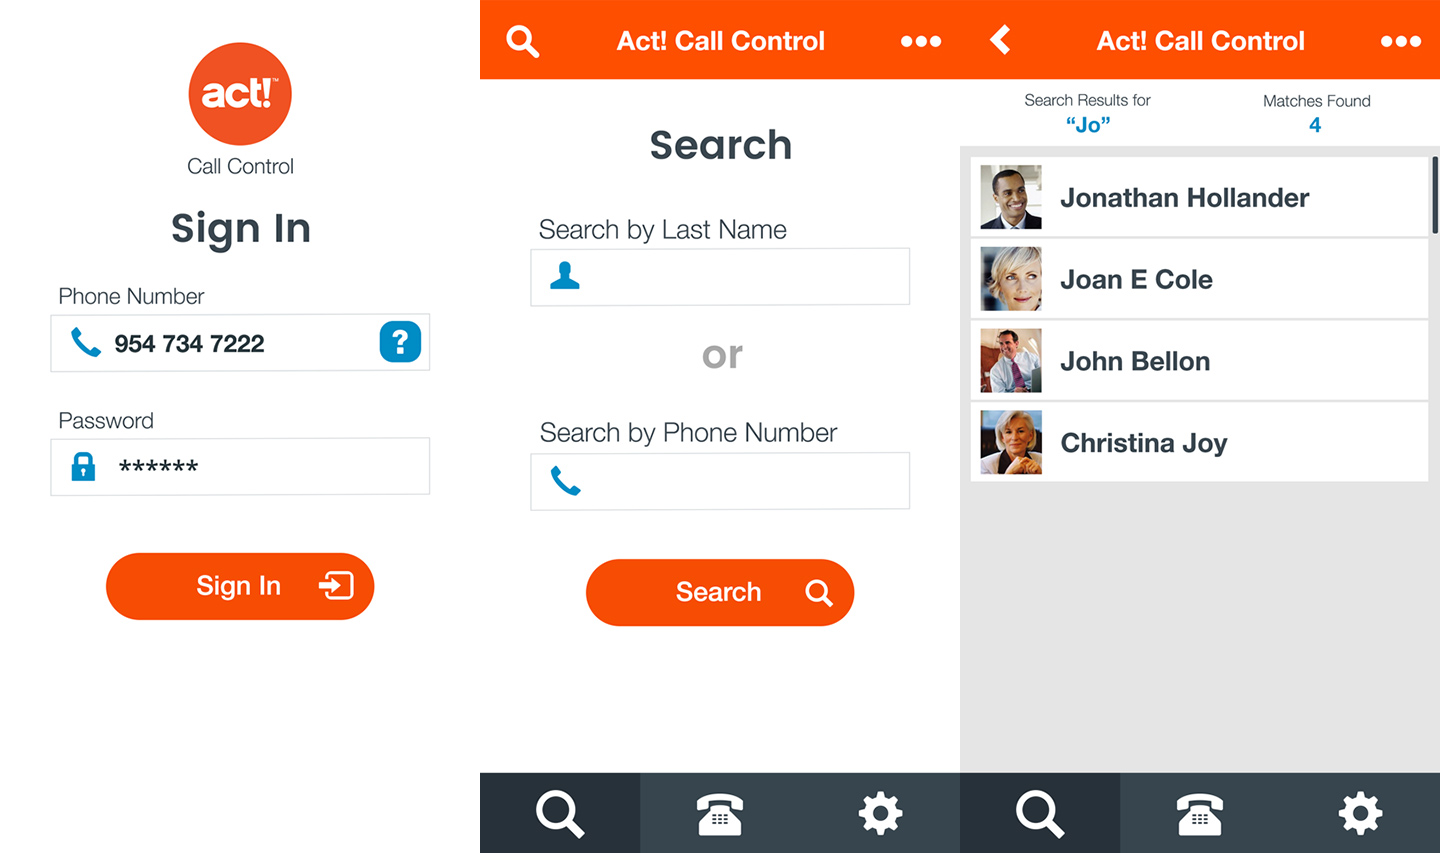 act!™
Call Control
Sign In
Phone Number
954 734 7222
?
Password
******
Sign In
Act! Call Control
Search
Search by Last Name
or
Search by Phone Number
Search
Act! Call Control
Search Results for
“Jo”
Matches Found
4
Jonathan Hollander
Joan E Cole
John Bellon
Christina Joy